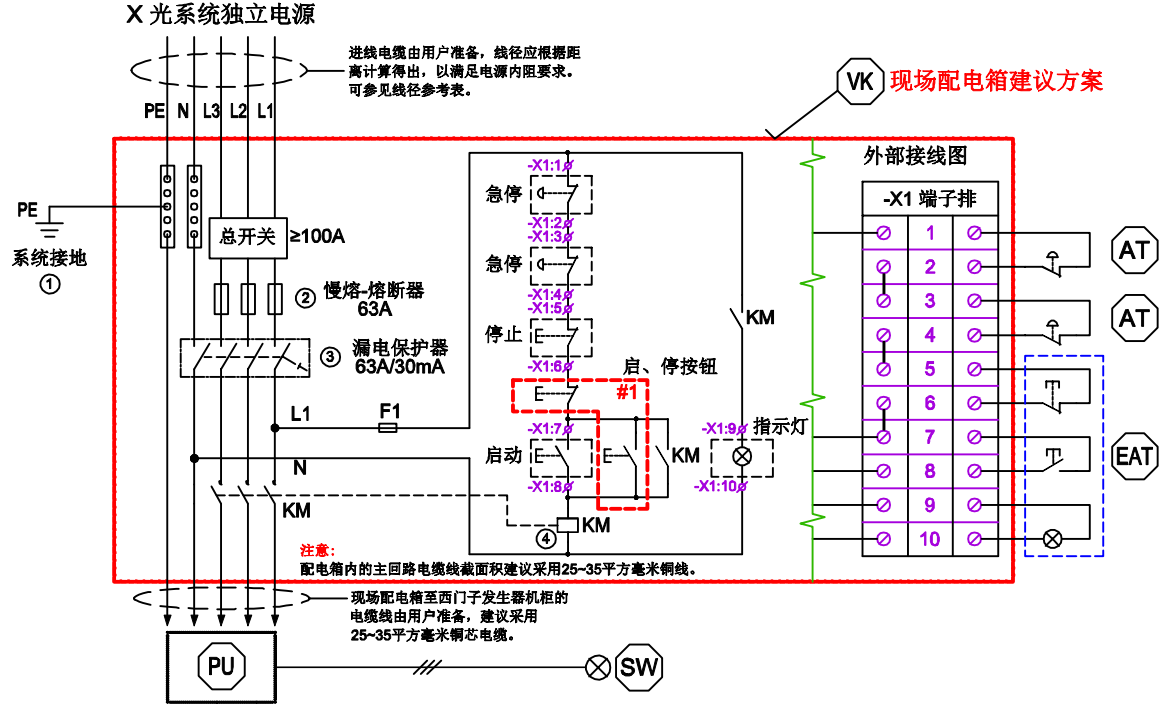 X 光系统独立电源
进线电缆由用户准备，线径应根据距
离计算得出，以满足电源内阻要求。
可参见线径参考表。
VK
现场配电箱建议方案
PE
N
L3
L2
L1
PE
系统接地
①
总开关
≥100A
②
慢熔-熔断器
63A
③
漏电保护器
63A/30mA
L1
F1
N
KM
-X1:1
急停
-X1:2
-X1:3
急停
-X1:4
-X1:5
停止
-X1:6
启、停按钮
#1
-X1:7
启动
-X1:8
KM
KM
④
KM
-X1:9
指示灯
-X1:10
外部接线图
-X1 端子排
1
2
3
4
5
6
7
8
9
10
AT
AT
EAT
注意:
配电箱内的主回路电缆线截面积建议采用25~35平方毫米铜线。
现场配电箱至西门子发生器机柜的
电缆线由用户准备，建议采用
25~35平方毫米铜芯电缆。
PU
SW